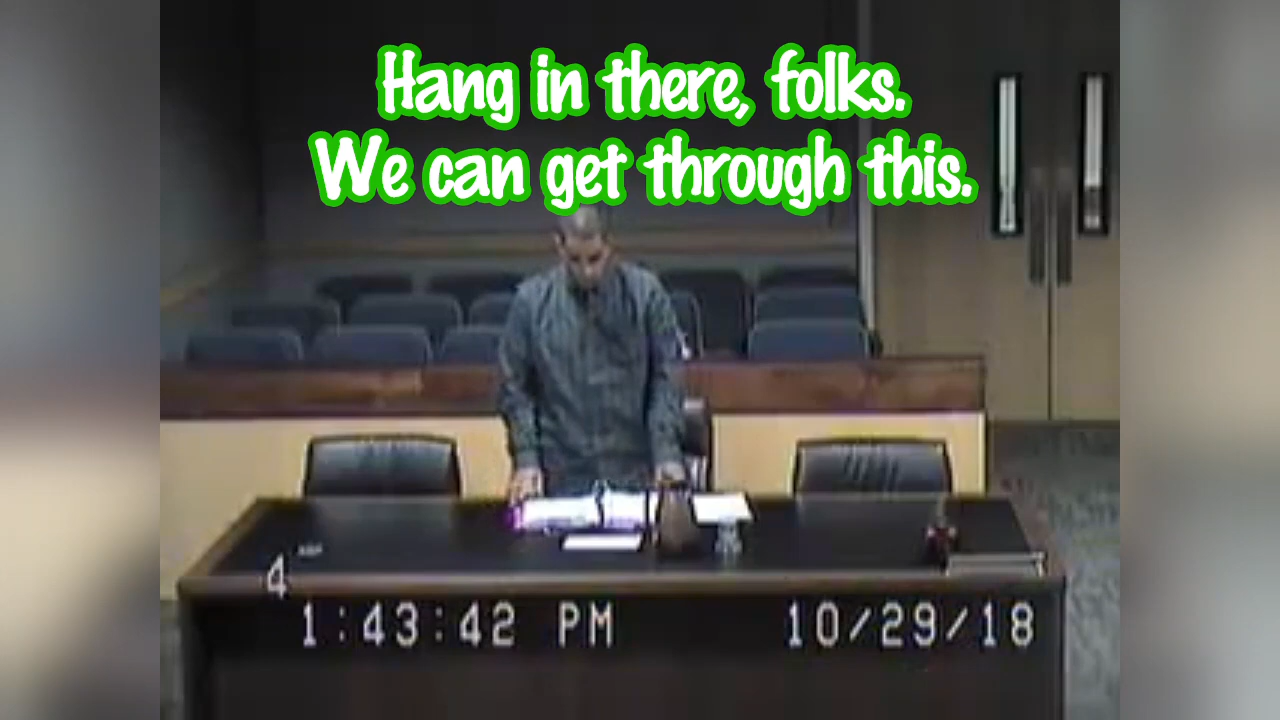 Hang in there, folks.
We can get through this.
4
1:43:42 PM 10/29/18